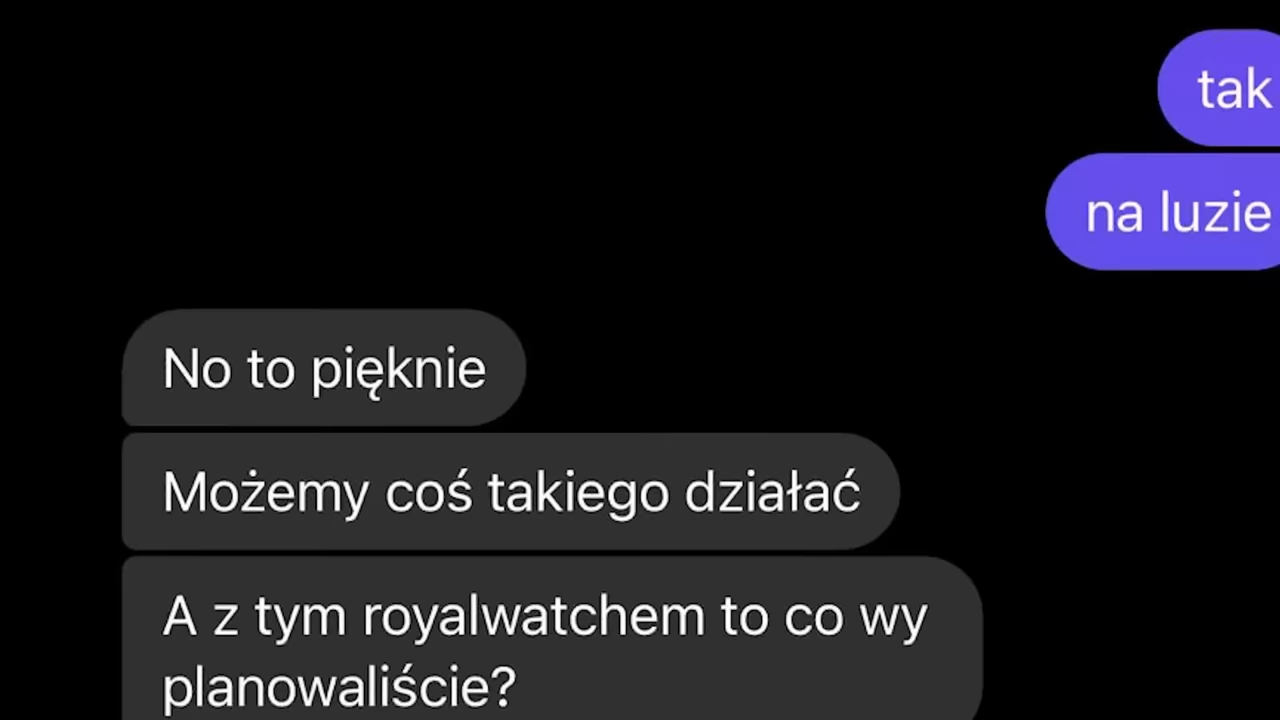 tak
na luzie
No to pięknie
Możemy coś takiego działać
A z tym royalwatchem to co wy
planowaliście?